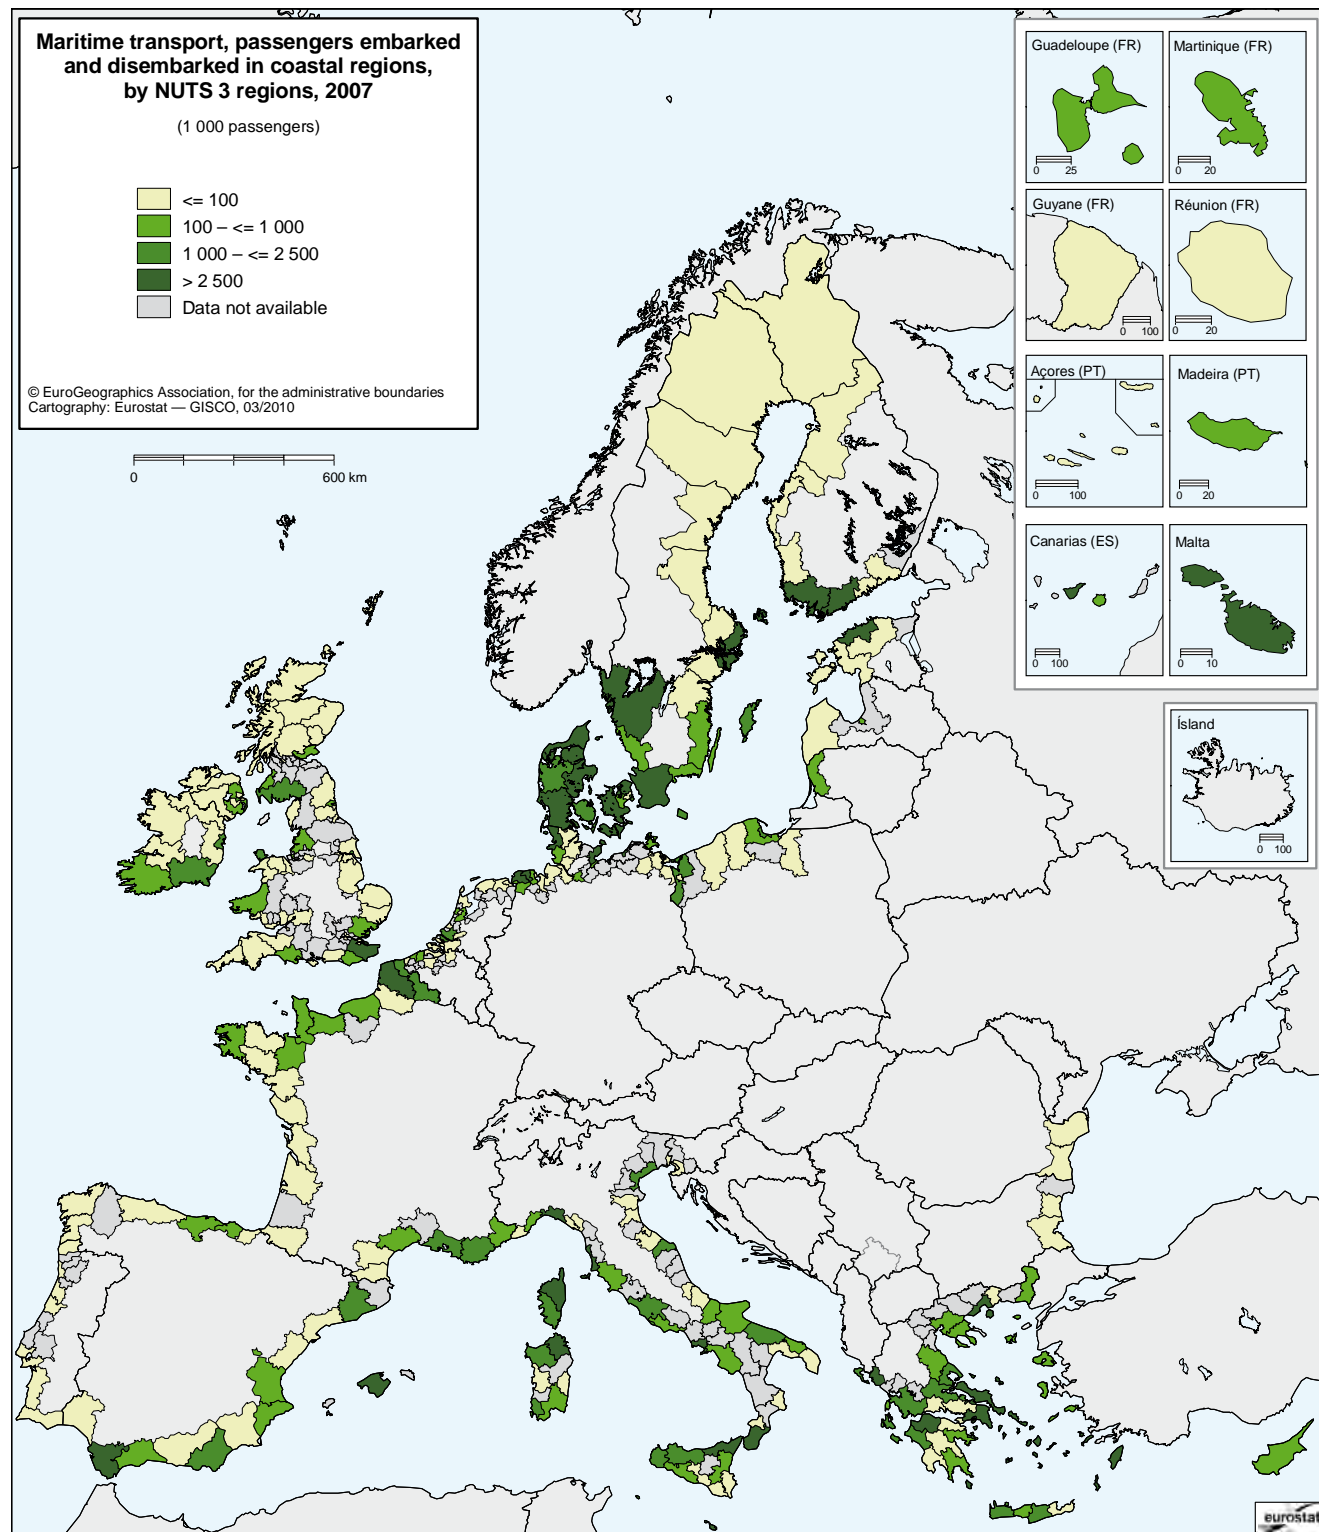 Maritime transport, passengers embarked
and disembarked in coastal regions,
by NUTS 3 regions, 2007
(1 000 passengers)
<= 100
100 – <= 1 000
1 000 – <= 2 500
> 2 500
Data not available
© EuroGeographics Association, for the administrative boundaries
Cartography: Eurostat — GISCO, 03/2010
0 600 km
Guadeloupe (FR)
0 25
Martinique (FR)
0 20
Guyane (FR)
0 100
Réunion (FR)
0 20
Açores (PT)
0 100
Madeira (PT)
0 20
Canarias (ES)
0 100
Malta
0 10
Ísland
0 100
eurostat